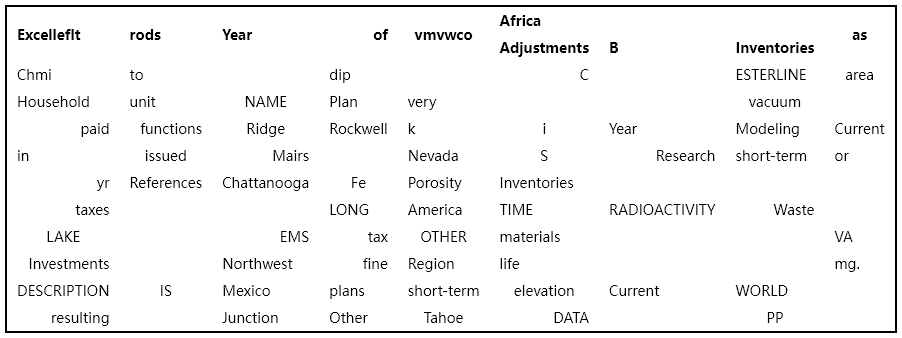 Excelleflt rods Year of vmvwco Africa Adjustments B Inventories as
Chmi to dip C ESTERLINE area
Household unit NAME Plan very vacuum
paid functions Ridge Rockwell k i Year Modeling Current
in issued Mairs Nevada S Research short-term or
yr References Chattanooga Fe Porosity Inventories
taxes LONG America TIME RADIOACTIVITY Waste
LAKE EMS tax OTHER materials VA
Investments Northwest fine Region life mg.
DESCRIPTION IS Mexico plans short-term elevation Current WORLD
resulting Junction Other Tahoe DATA PP